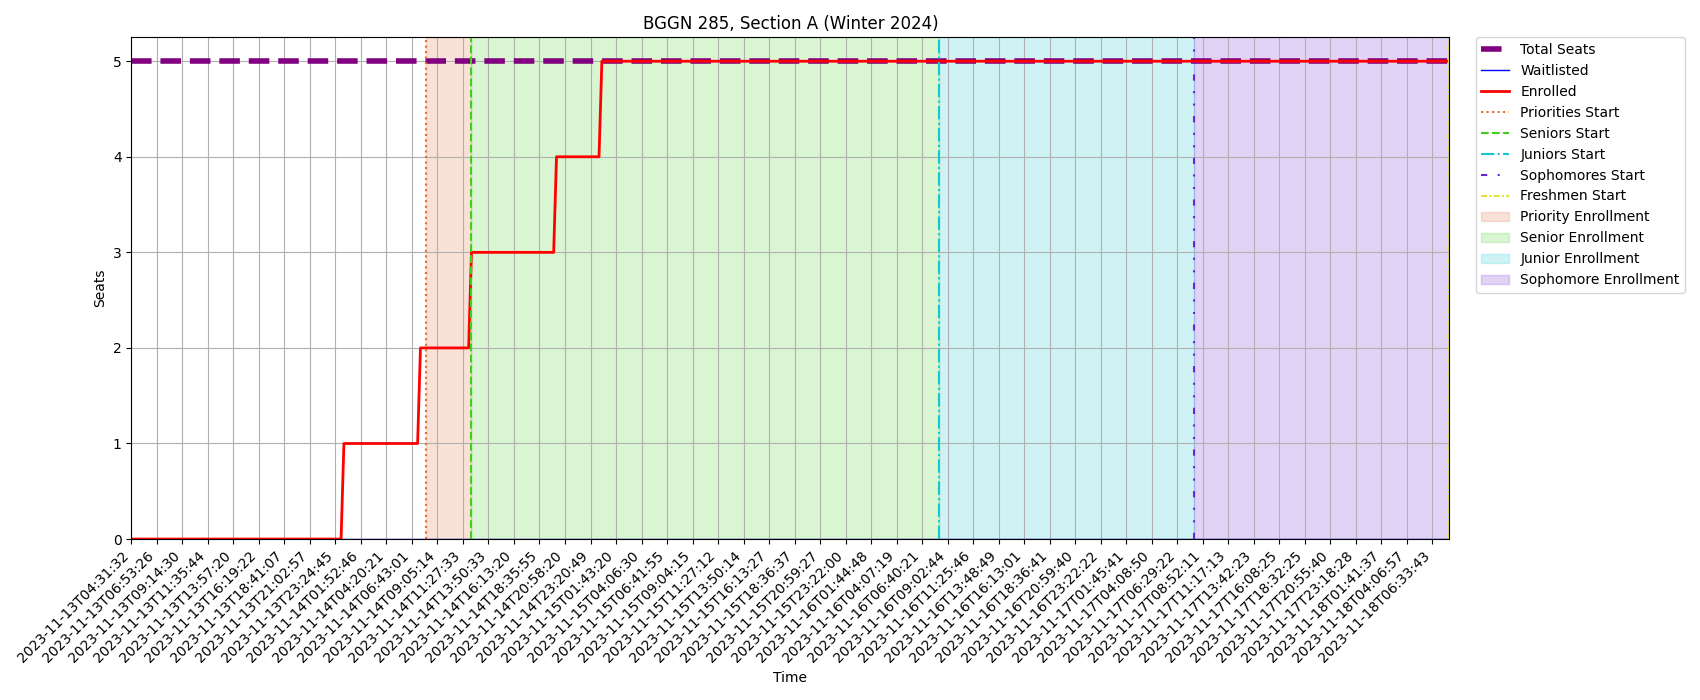 BGGN 285, Section A (Winter 2024)
Total Seats
Waitlisted
Enrolled
Priorities Start
Seniors Start
Juniors Start
Sophomores Start
Freshmen Start
Priority Enrollment
Senior Enrollment
Junior Enrollment
Sophomore Enrollment
Seats
5
4
3
2
1
0
2023-11-13T04:31:32
2023-11-13T06:53:26
2023-11-13T09:14:30
2023-11-13T11:35:44
2023-11-13T13:57:20
2023-11-13T16:19:22
2023-11-13T18:41:07
2023-11-13T21:02:57
2023-11-13T23:24:45
2023-11-14T01:52:46
2023-11-14T04:20:21
2023-11-14T06:43:01
2023-11-14T09:05:14
2023-11-14T11:27:33
2023-11-14T13:50:33
2023-11-14T16:13:20
2023-11-14T18:35:55
2023-11-14T20:58:20
2023-11-14T23:20:49
2023-11-15T01:43:20
2023-11-15T04:06:30
2023-11-15T06:41:55
2023-11-15T09:04:15
2023-11-15T11:27:12
2023-11-15T13:50:14
2023-11-15T16:13:27
2023-11-15T18:36:37
2023-11-15T20:59:27
2023-11-15T23:22:00
2023-11-16T01:44:48
2023-11-16T04:07:19
2023-11-16T06:40:21
2023-11-16T09:02:44
2023-11-16T11:25:46
2023-11-16T13:48:49
2023-11-16T16:13:01
2023-11-16T18:36:41
2023-11-16T20:59:40
2023-11-16T23:22:22
2023-11-17T01:45:41
2023-11-17T04:08:50
2023-11-17T06:29:22
2023-11-17T08:52:11
2023-11-17T11:17:13
2023-11-17T13:42:23
2023-11-17T16:08:25
2023-11-17T18:32:25
2023-11-17T20:55:40
2023-11-17T23:18:28
2023-11-18T01:41:37
2023-11-18T04:06:57
2023-11-18T06:33:43
Time